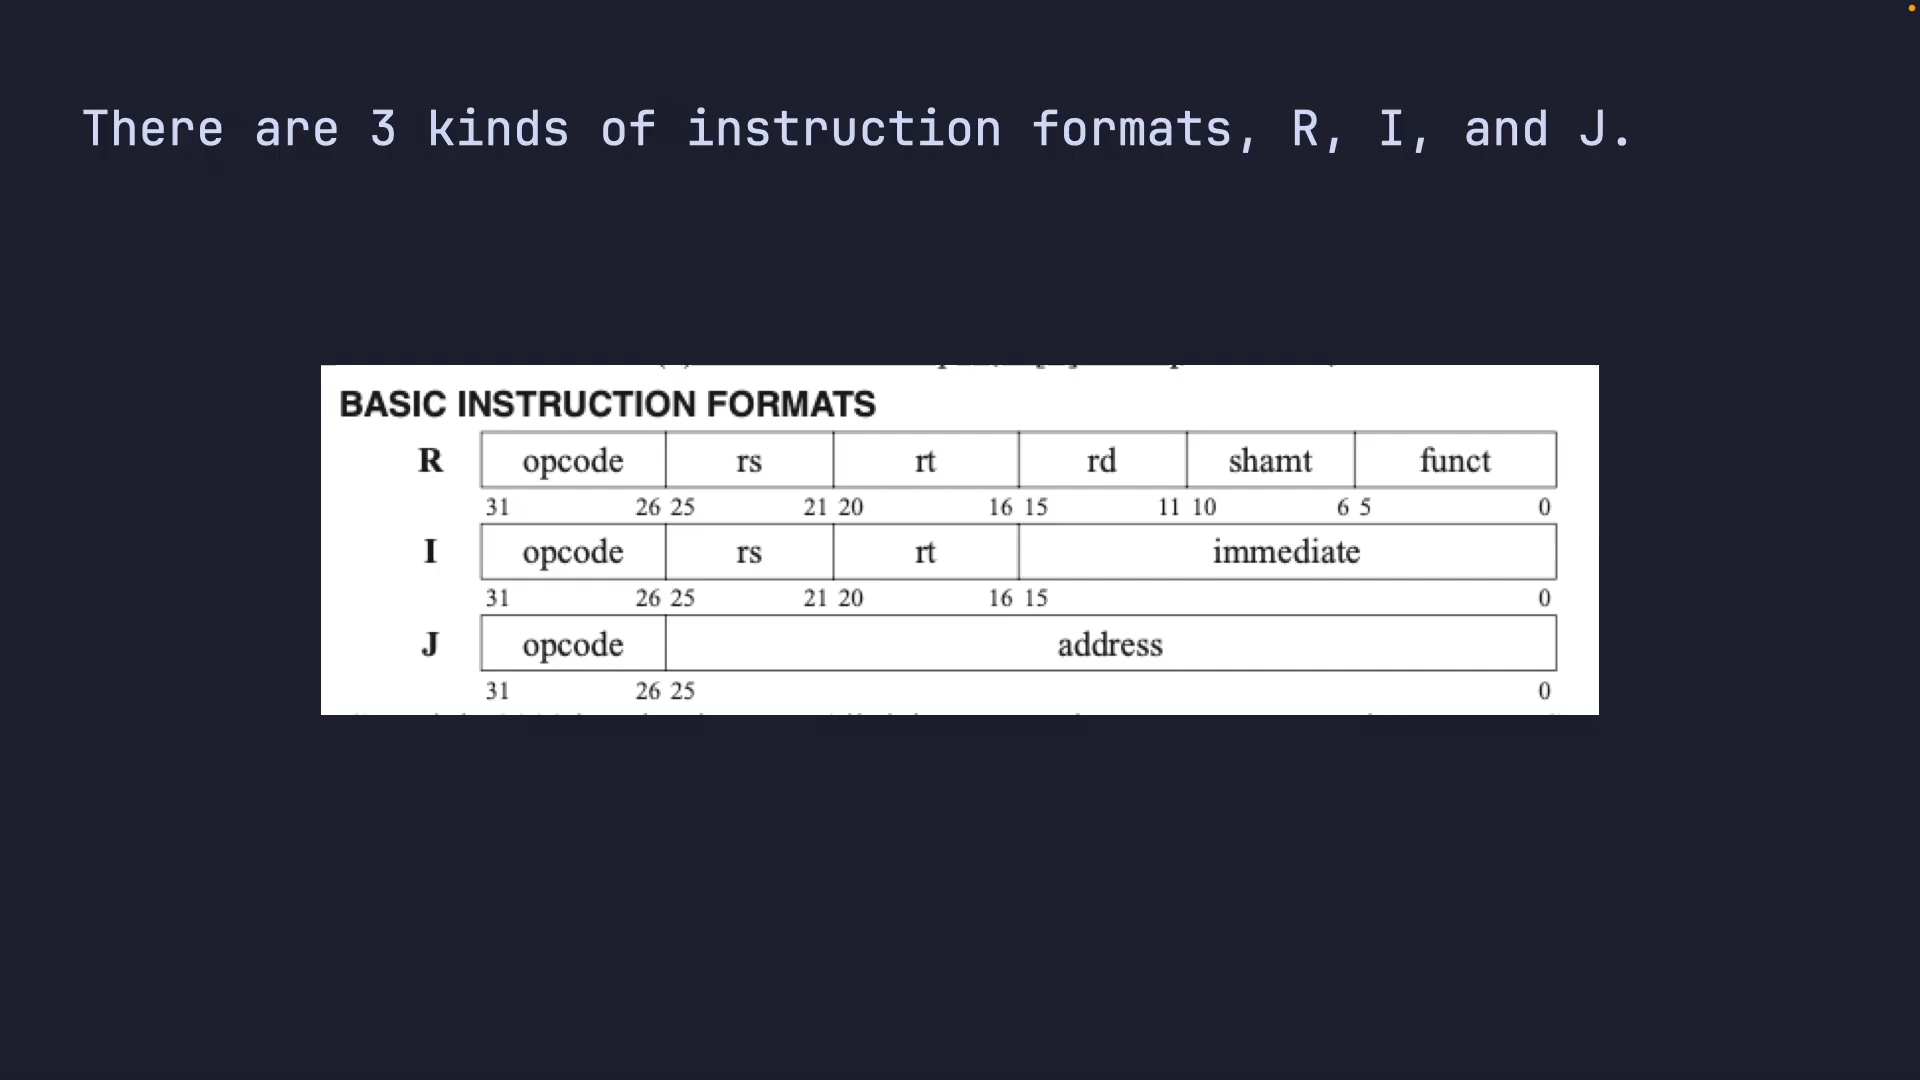 There are 3 kinds of instruction formats, R, I, and J.
BASIC INSTRUCTION FORMATS
R opcode rs rt rd shamt funct
31 26 25 21 20 16 15 11 10 6 5 0
I opcode rs rt immediate
31 26 25 21 20 16 15 0
J opcode address
31 26 25 0